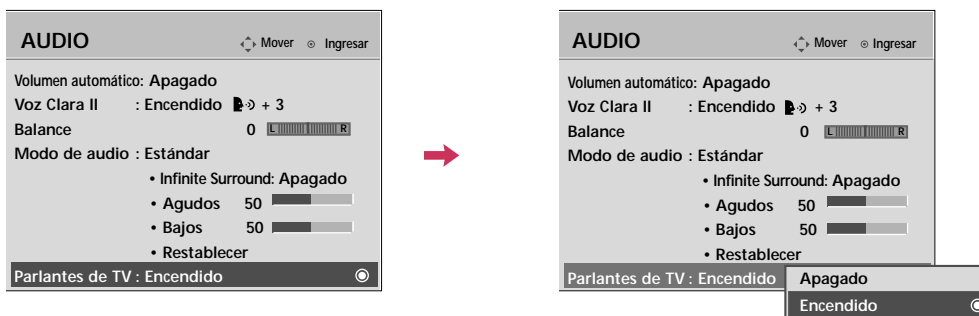 AUDIO
Mover
Ingresar
Volumen automático: Apagado
Voz Clara II : Encendido + 3
Balance 0 L R
Modo de audio : Estándar
• Infinite Surround: Apagado
• Agudos 50
• Bajos 50
• Restablecer
Parlantes de TV : Encendido
AUDIO
Mover
Ingresar
Volumen automático: Apagado
Voz Clara II : Encendido + 3
Balance 0 L R
Modo de audio : Estándar
• Infinite Surround: Apagado
• Agudos 50
• Bajos 50
• Restablecer
Parlantes de TV : Encendido
Apagado
Encendido